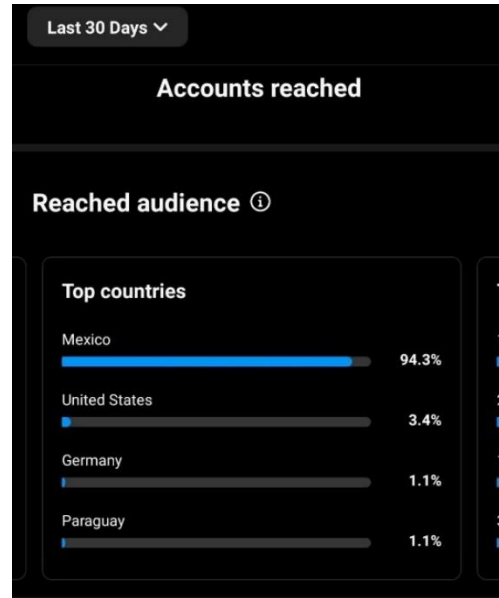 Last 30 Days
Accounts reached
Reached audience
Top countries
Mexico
94.3%
United States
3.4%
Germany
1.1%
Paraguay
1.1%